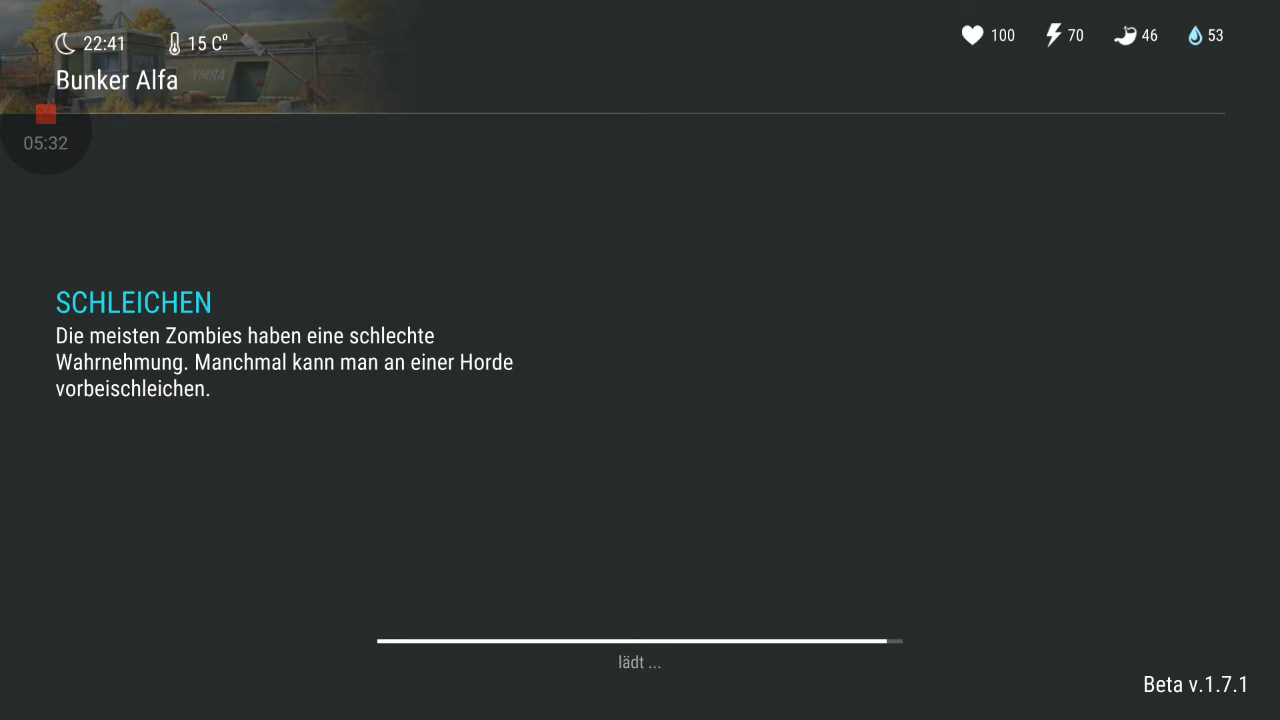 22:41 15 C⁰
100 70 46 53
Bunker Alfa
05:32
SCHLEICHEN
Die meisten Zombies haben eine schlechte
Wahrnehmung. Manchmal kann man an einer Horde
vorbeischleichen.
lädt ...
Beta v.1.7.1